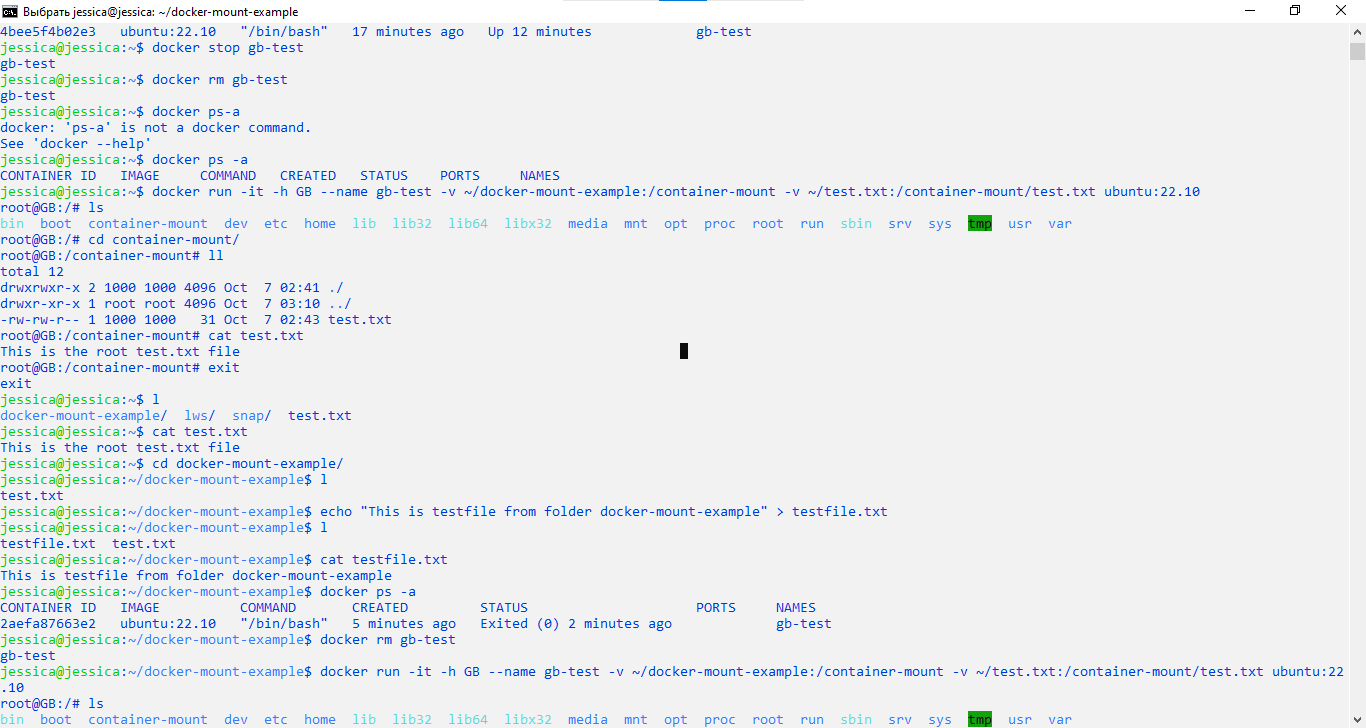 Выбрать jessica@jessica: ~/docker-mount-example
4bee5f4b02e3   ubuntu:22.10   "/bin/bash"   17 minutes ago   Up 12 minutes             gb-test
jessica@jessica:~$ docker stop gb-test
gb-test
jessica@jessica:~$ docker rm gb-test
gb-test
jessica@jessica:~$ docker ps-a
docker: 'ps-a' is not a docker command.
See 'docker --help'
jessica@jessica:~$ docker ps -a
CONTAINER ID   IMAGE     COMMAND   CREATED   STATUS    PORTS     NAMES
jessica@jessica:~$ docker run -it -h GB --name gb-test -v ~/docker-mount-example:/container-mount -v ~/test.txt:/container-mount/test.txt ubuntu:22.10
root@GB:/# ls
bin  boot  container-mount  dev  etc  home  lib  lib32  lib64  libx32  media  mnt  opt  proc  root  run  sbin  srv  sys  tmp  usr  var
root@GB:/# cd container-mount/
root@GB:/container-mount# ll
total 12
drwxrwxr-x 2 1000 1000 4096 Oct  7 02:41 ./
drwxr-xr-x 1 root root 4096 Oct  7 03:10 ../
-rw-rw-r-- 1 1000 1000   31 Oct  7 02:43 test.txt
root@GB:/container-mount# cat test.txt
This is the root test.txt file
root@GB:/container-mount# exit
exit
jessica@jessica:~$ l
docker-mount-example/  lws/  snap/  test.txt
jessica@jessica:~$ cat test.txt
This is the root test.txt file
jessica@jessica:~$ cd docker-mount-example/
jessica@jessica:~/docker-mount-example$ l
test.txt
jessica@jessica:~/docker-mount-example$ echo "This is testfile from folder docker-mount-example" > testfile.txt
jessica@jessica:~/docker-mount-example$ l
testfile.txt  test.txt
jessica@jessica:~/docker-mount-example$ cat testfile.txt
This is testfile from folder docker-mount-example
jessica@jessica:~/docker-mount-example$ docker ps -a
CONTAINER ID   IMAGE          COMMAND       CREATED         STATUS                     PORTS     NAMES
2aefa87663e2   ubuntu:22.10   "/bin/bash"   5 minutes ago   Exited (0) 2 minutes ago             gb-test
jessica@jessica:~/docker-mount-example$ docker rm gb-test
gb-test
jessica@jessica:~/docker-mount-example$ docker run -it -h GB --name gb-test -v ~/docker-mount-example:/container-mount -v ~/test.txt:/container-mount/test.txt ubuntu:22
.10
root@GB:/# ls
bin  boot  container-mount  dev  etc  home  lib  lib32  lib64  libx32  media  mnt  opt  proc  root  run  sbin  srv  sys  tmp  usr  var